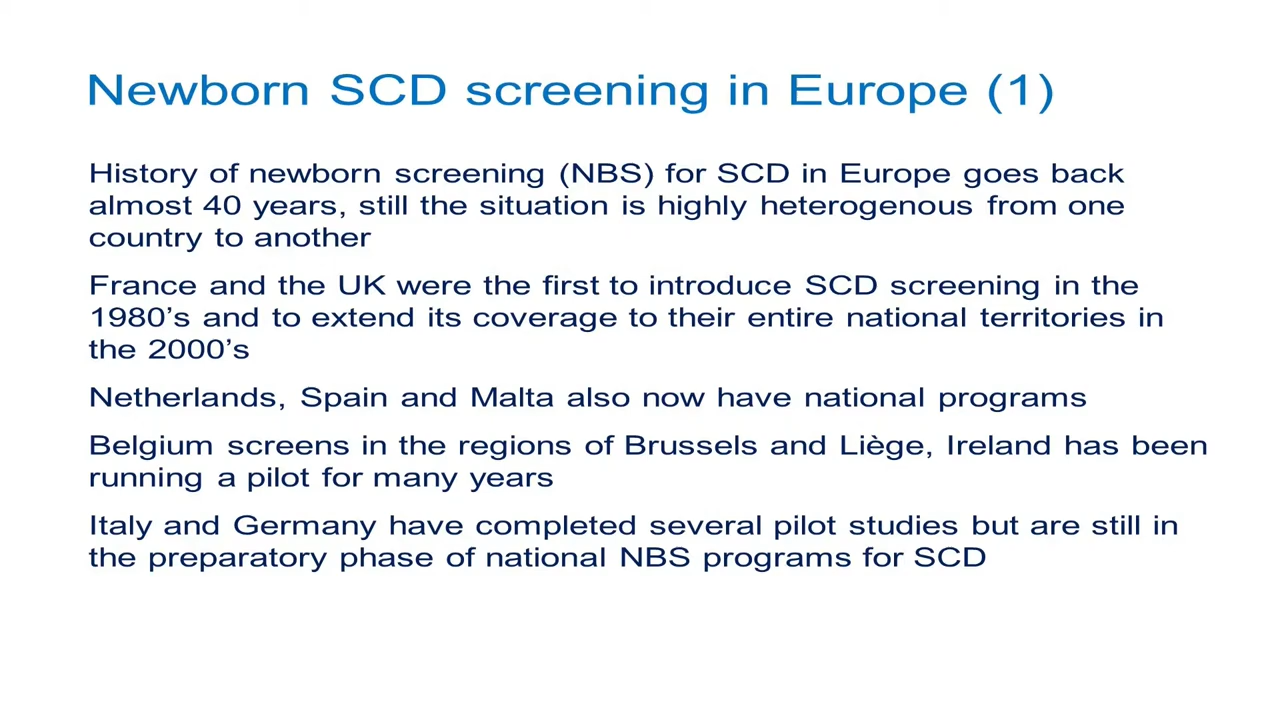 Newborn SCD screening in Europe (1)
History of newborn screening (NBS) for SCD in Europe goes back
almost 40 years, still the situation is highly heterogenous from one
country to another
France and the UK were the first to introduce SCD screening in the
1980’s and to extend its coverage to their entire national territories in
the 2000’s
Netherlands, Spain and Malta also now have national programs
Belgium screens in the regions of Brussels and Liège, Ireland has been
running a pilot for many years
Italy and Germany have completed several pilot studies but are still in
the preparatory phase of national NBS programs for SCD